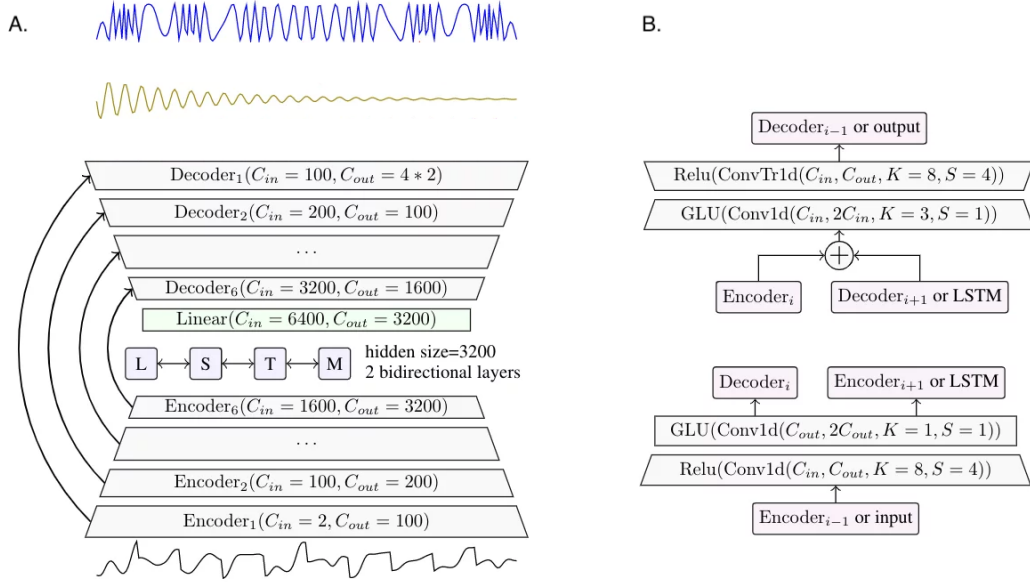 A.
Decoder₁(C_in = 100, C_out = 4 * 2)
Decoder₂(C_in = 200, C_out = 100)
...
Decoder₆(C_in = 3200, C_out = 1600)
Linear(C_in = 6400, C_out = 3200)
L S T M
hidden size=3200
2 bidirectional layers
Encoder₆(C_in = 1600, C_out = 3200)
...
Encoder₂(C_in = 100, C_out = 200)
Encoder₁(C_in = 2, C_out = 100)
B.
Decoder_{i−1} or output
Relu(ConvTr1d(C_in, C_out, K = 8, S = 4))
GLU(Conv1d(C_in, 2C_in, K = 3, S = 1))
+
Encoder_i
Decoder_{i+1} or LSTM
Decoder_i
Encoder_{i+1} or LSTM
GLU(Conv1d(C_out, 2C_out, K = 1, S = 1))
Relu(Conv1d(C_in, C_out, K = 8, S = 4))
Encoder_{i−1} or input